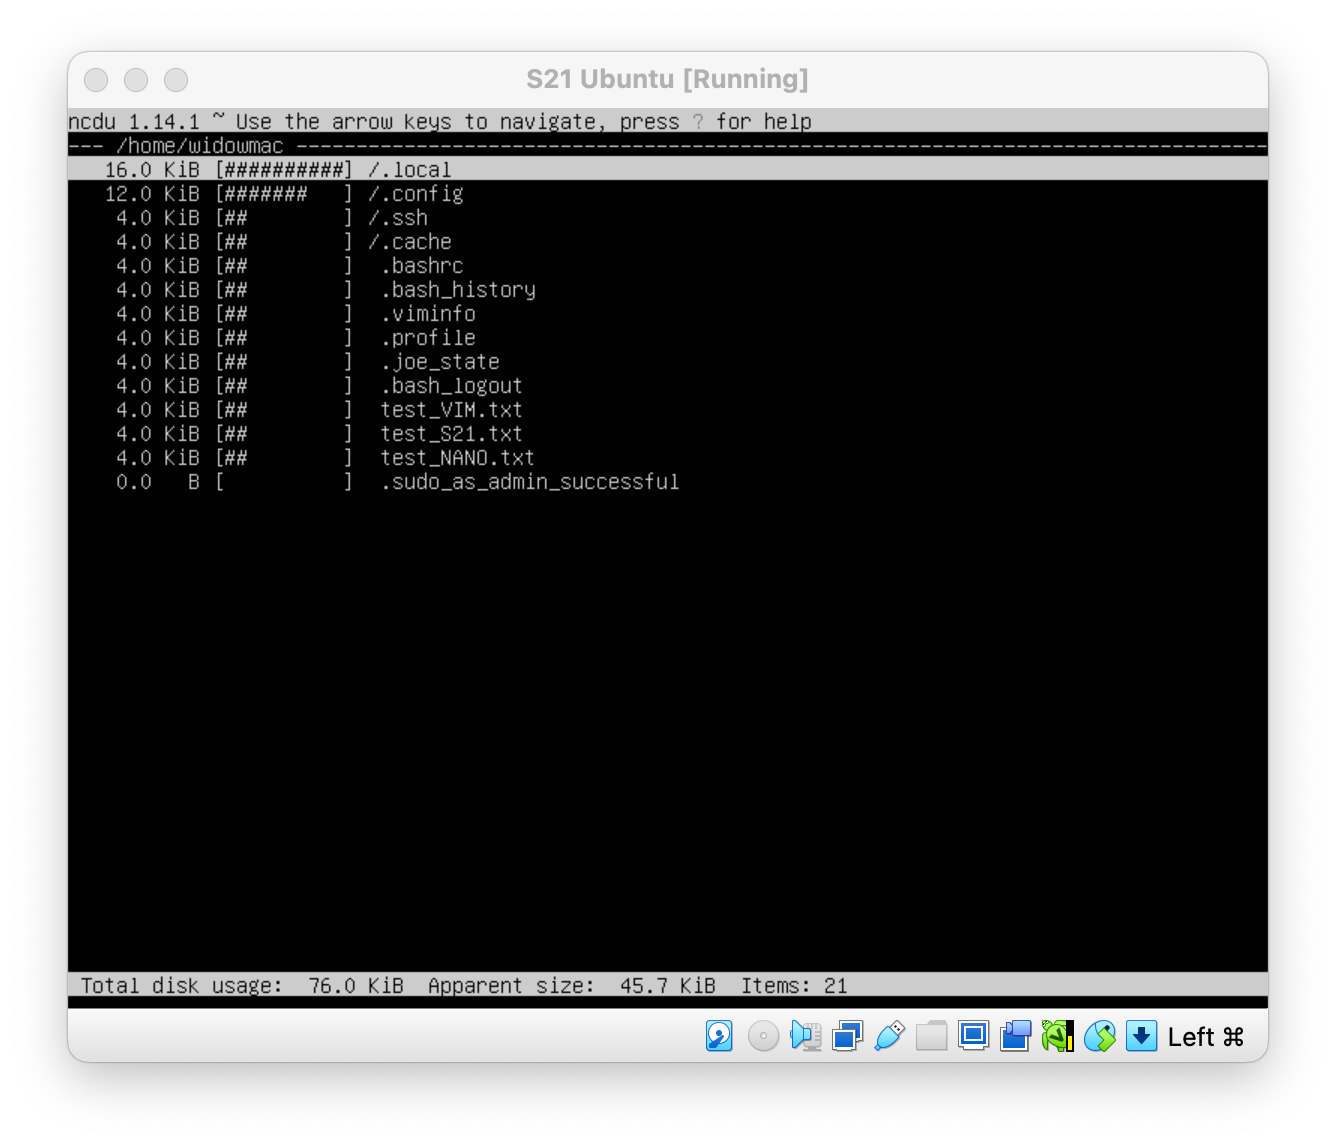 S21 Ubuntu [Running]
ncdu 1.14.1 ~ Use the arrow keys to navigate, press ? for help
--- /home/widowmac ---------------------------------------------------------------------------------
   16.0 KiB [##########] /.local
   12.0 KiB [#######   ] /.config
    4.0 KiB [##        ] /.ssh
    4.0 KiB [##        ] /.cache
    4.0 KiB [##        ]  .bashrc
    4.0 KiB [##        ]  .bash_history
    4.0 KiB [##        ]  .viminfo
    4.0 KiB [##        ]  .profile
    4.0 KiB [##        ]  .joe_state
    4.0 KiB [##        ]  .bash_logout
    4.0 KiB [##        ]  test_VIM.txt
    4.0 KiB [##        ]  test_S21.txt
    4.0 KiB [##        ]  test_NANO.txt
    0.0   B [          ]  .sudo_as_admin_successful
 Total disk usage:  76.0 KiB  Apparent size:  45.7 KiB  Items: 21
Left ⌘